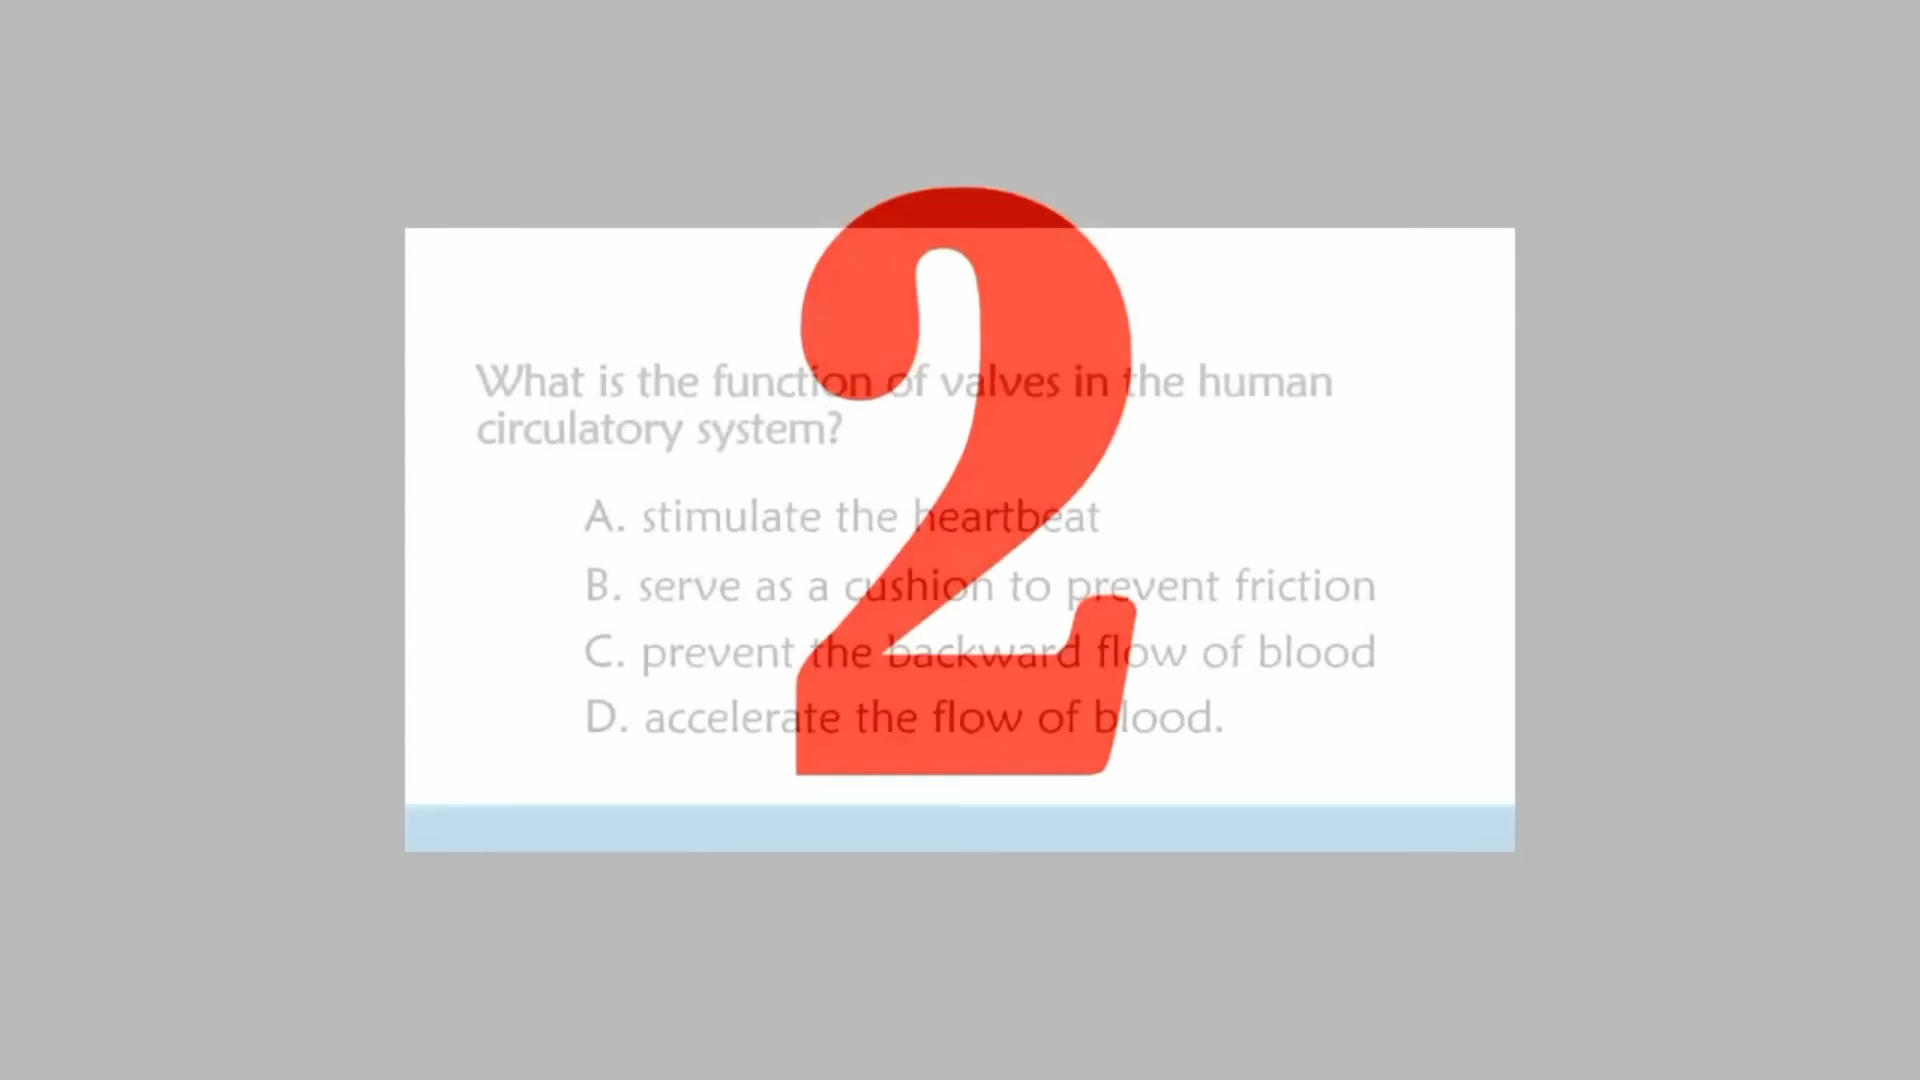 2
What is the function of valves in the human
circulatory system?
A. stimulate the heartbeat
B. serve as a cushion to prevent friction
C. prevent the backward flow of blood
D. accelerate the flow of blood.